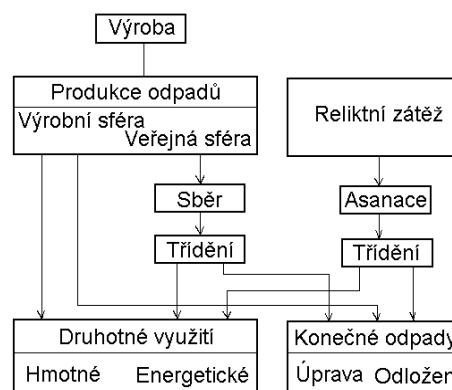 Výroba
Produkce odpadů
Výrobní sféra
Veřejná sféra
Reliktní zátěž
Sběr
Asanace
Třídění
Třídění
Druhotné využití
Hmotné Energetické
Konečné odpady
Úprava Odložen